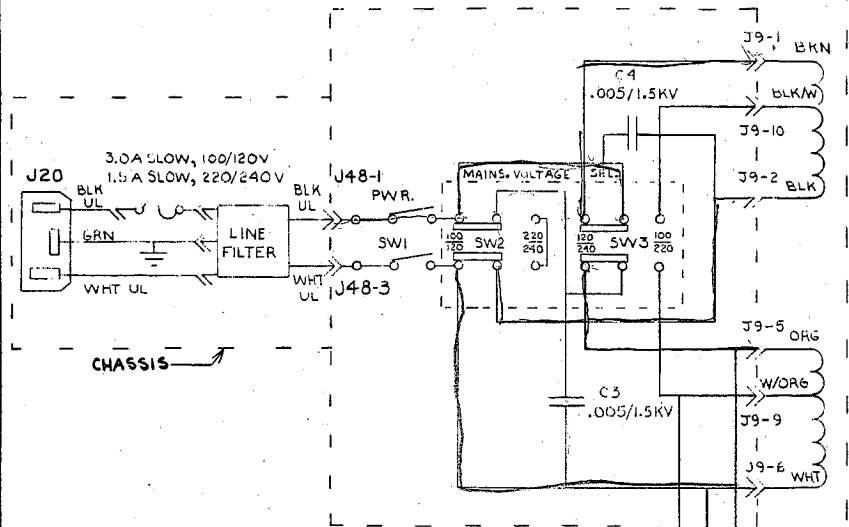 J9-1
BRN
C4
.005/1.5KV
BLK/W
J9-10
3.0A SLOW, 100/120V
1.5A SLOW, 220/240V
J20
BLK
UL
J48-1
BLK
UL
PWR.
MAINS VOLTAGE SEL.
J9-2
BLK
GRN
LINE
FILTER
SW1
100
120
SW2
220
240
120
240
SW3
100
220
WHT UL
WHT
UL
J48-3
J9-5
ORG
CHASSIS
C3
.005/1.5KV
W/ORG
J9-9
J9-6
WHT